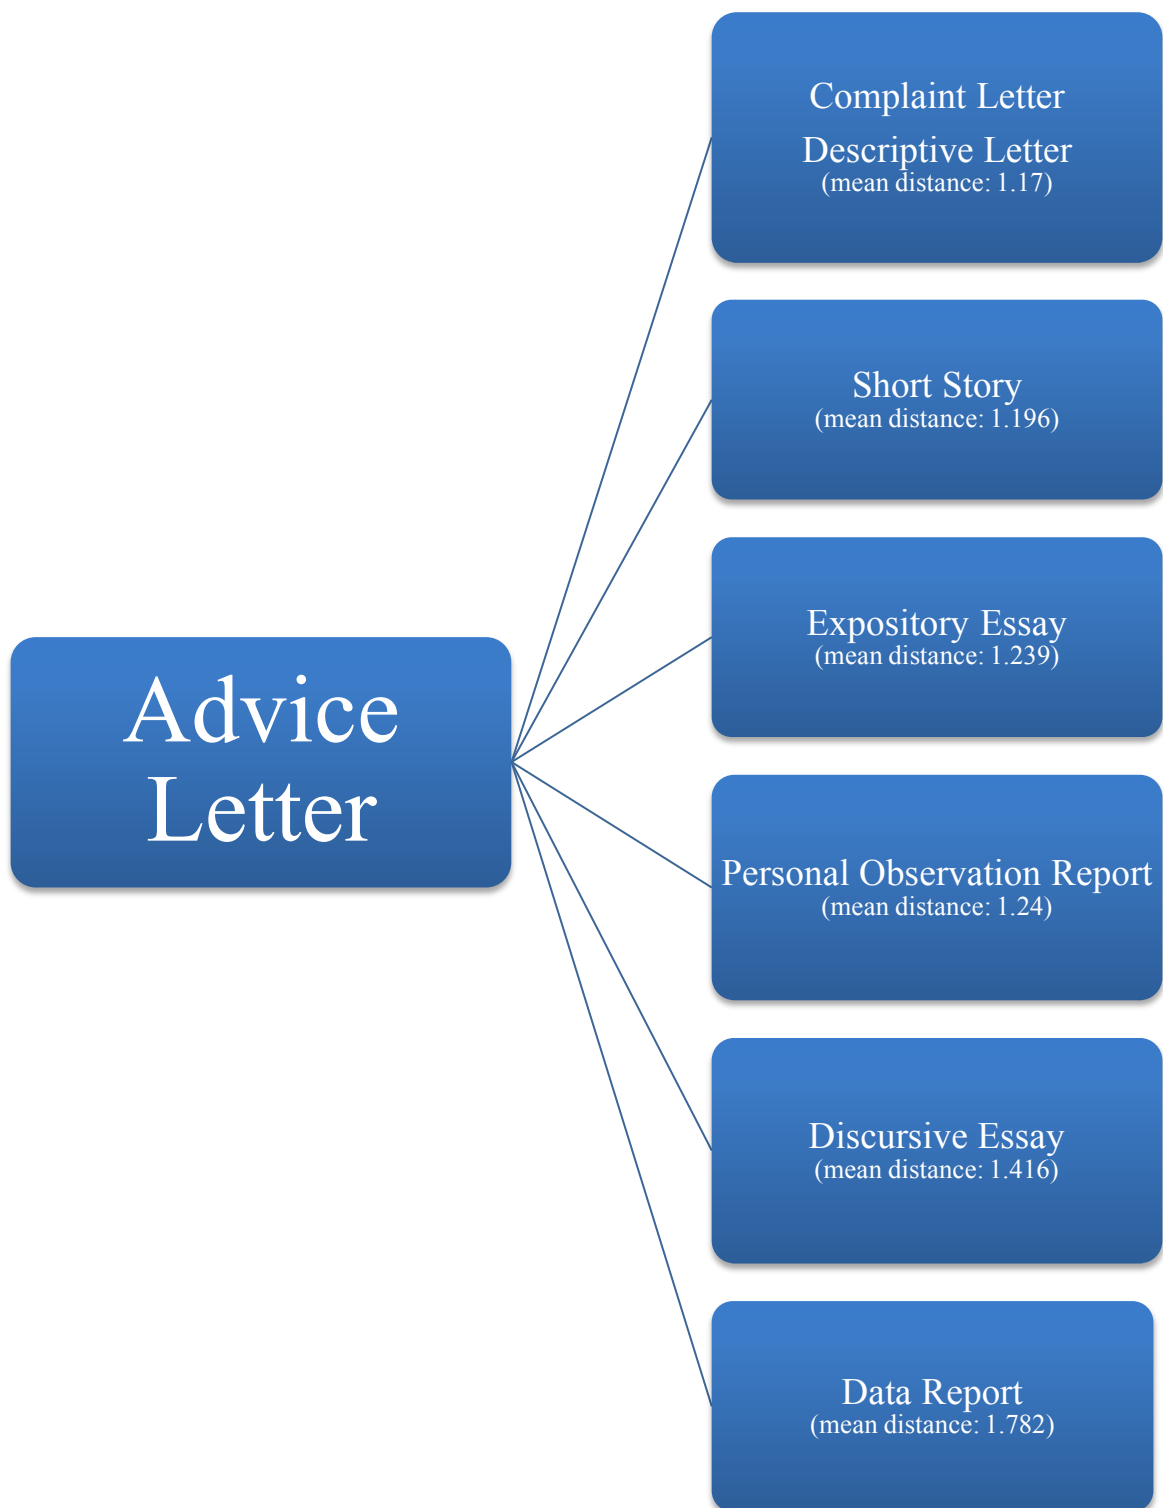 Advice
Letter
Complaint Letter
Descriptive Letter
(mean distance: 1.17)
Short Story
(mean distance: 1.196)
Expository Essay
(mean distance: 1.239)
Personal Observation Report
(mean distance: 1.24)
Discursive Essay
(mean distance: 1.416)
Data Report
(mean distance: 1.782)